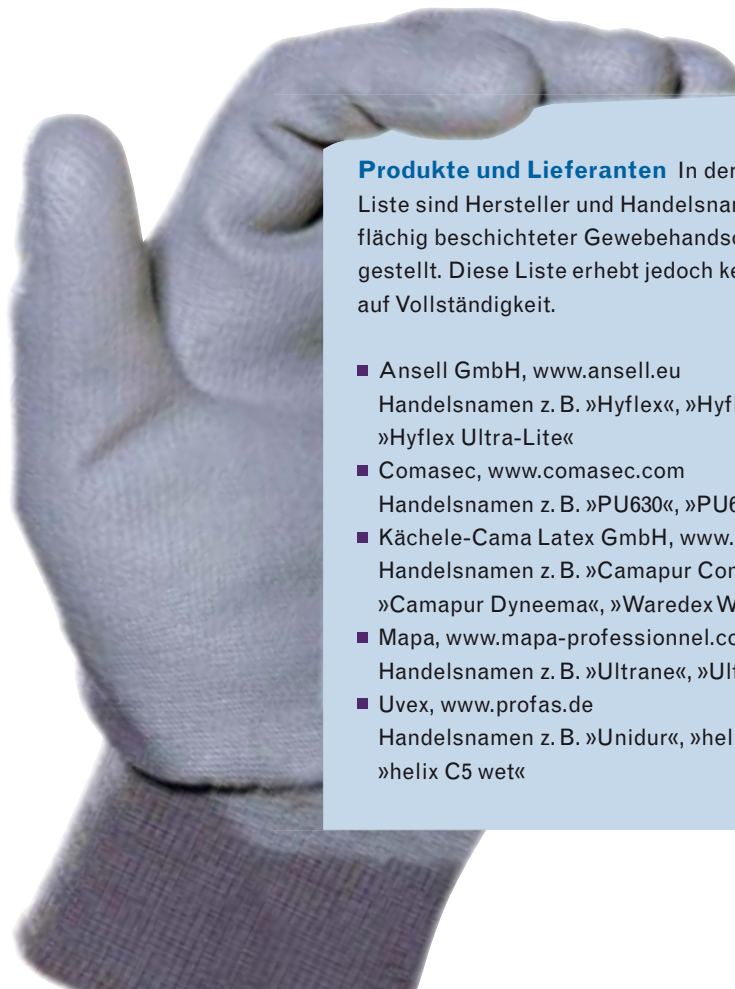 Produkte und Lieferanten In der
Liste sind Hersteller und Handelsnam
flächig beschichteter Gewebehandsc
gestellt. Diese Liste erhebt jedoch ke
auf Vollständigkeit.
■ Ansell GmbH, www.ansell.eu
Handelsnamen z. B. »Hyflex«, »Hyfl
»Hyflex Ultra-Lite«
■ Comasec, www.comasec.com
Handelsnamen z. B. »PU630«, »PU6
■ Kächele-Cama Latex GmbH, www.
Handelsnamen z. B. »Camapur Com
»Camapur Dyneema«, »Waredex W
■ Mapa, www.mapa-professionnel.co
Handelsnamen z. B. »Ultrane«, »Ult
■ Uvex, www.profas.de
Handelsnamen z. B. »Unidur«, »hel
»helix C5 wet«